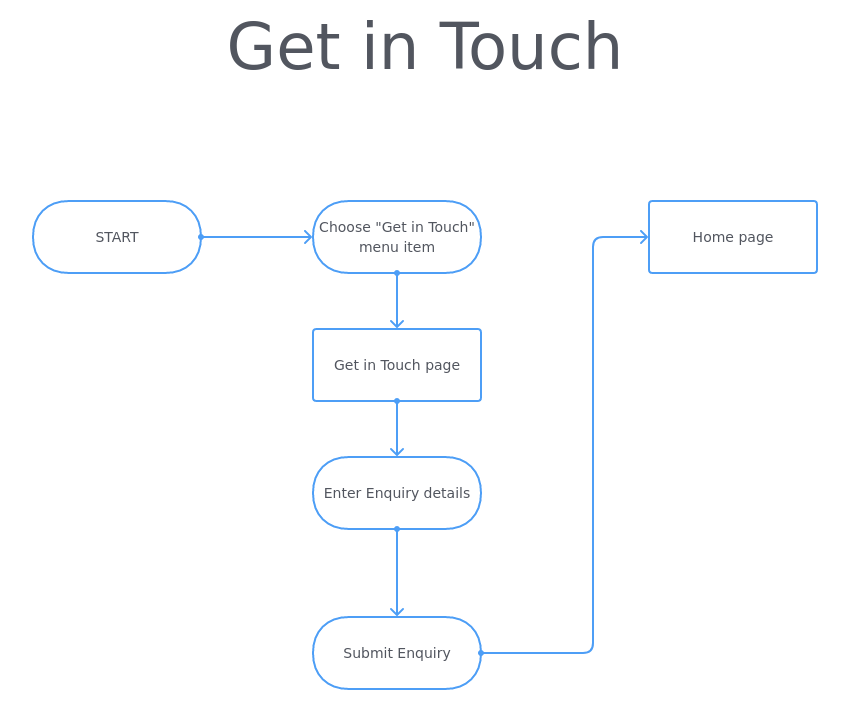 Get in Touch
START
Choose "Get in Touch"
menu item
Home page
Get in Touch page
Enter Enquiry details
Submit Enquiry